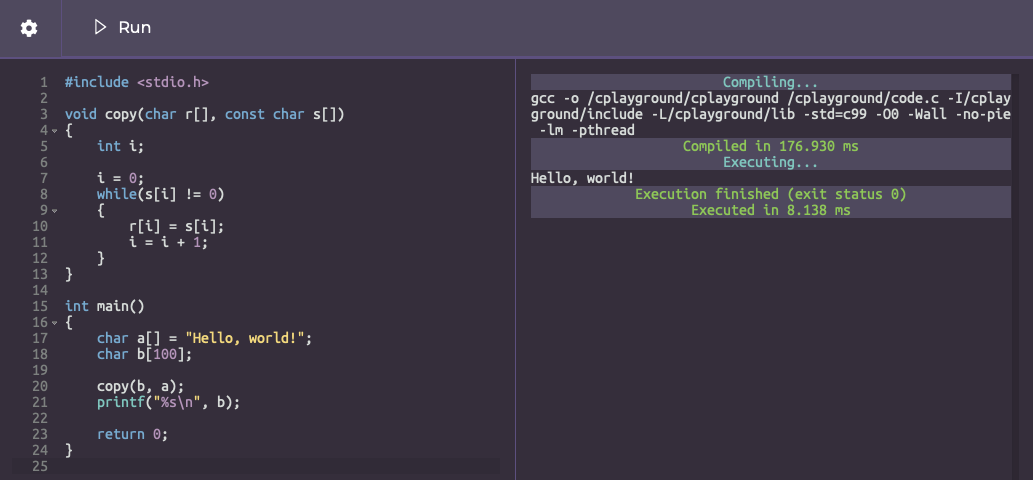 Run
1 #include <stdio.h>
2
3 void copy(char r[], const char s[])
4 {
5     int i;
6
7     i = 0;
8     while(s[i] != 0)
9     {
10         r[i] = s[i];
11         i = i + 1;
12     }
13 }
14
15 int main()
16 {
17     char a[] = "Hello, world!";
18     char b[100];
19
20     copy(b, a);
21     printf("%s\n", b);
22
23     return 0;
24 }
25
Compiling...
gcc -o /cplayground/cplayground /cplayground/code.c -I/cplay
ground/include -L/cplayground/lib -std=c99 -O0 -Wall -no-pie
 -lm -pthread
Compiled in 176.930 ms
Executing...
Hello, world!
Execution finished (exit status 0)
Executed in 8.138 ms